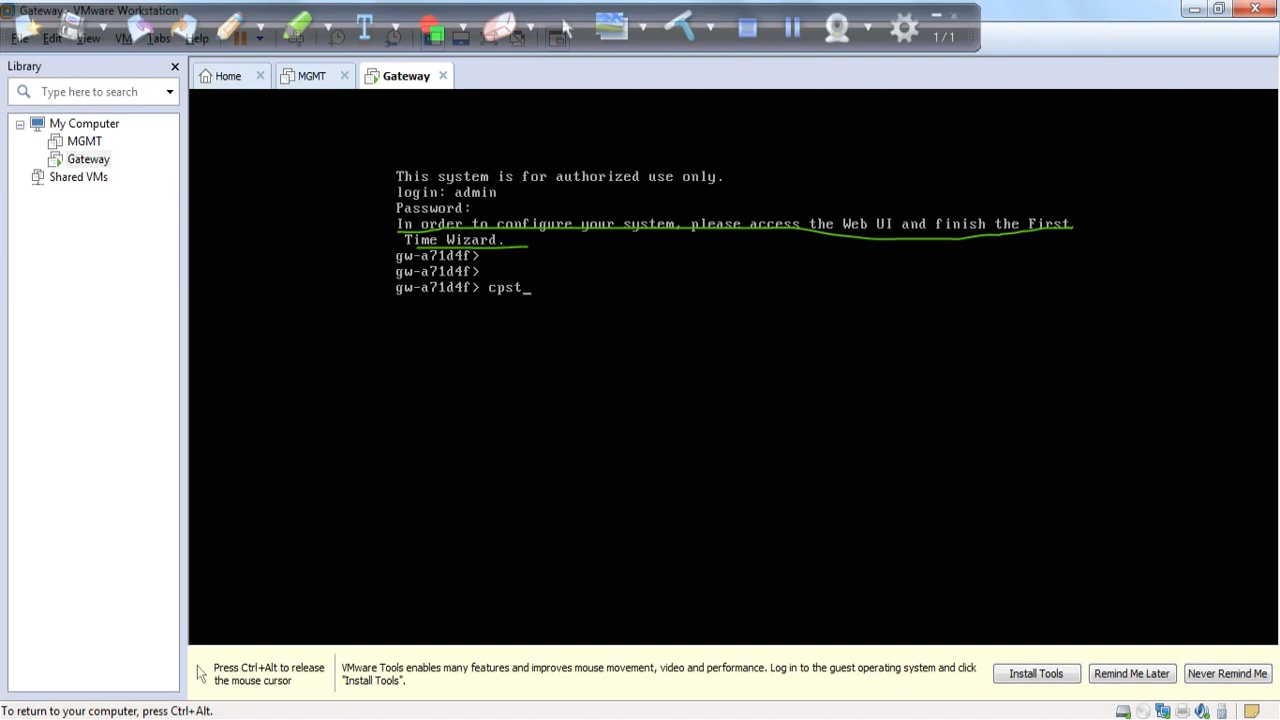 Gateway - VMware Workstation
File Edit View VM Tabs Help
1/1
Library
Type here to search
My Computer
MGMT
Gateway
Shared VMs
Home MGMT Gateway
This system is for authorized use only.
login: admin
Password:
In order to configure your system, please access the Web UI and finish the First
Time Wizard.
gw-a71d4f>
gw-a71d4f>
gw-a71d4f> cpst_
Press Ctrl+Alt to release
the mouse cursor
VMware Tools enables many features and improves mouse movement, video and performance. Log in to the guest operating system and click
"Install Tools".
Install Tools Remind Me Later Never Remind Me
To return to your computer, press Ctrl+Alt.